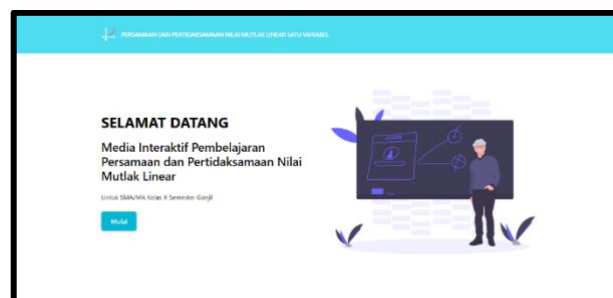 PERSAMAAN DAN PERTIDAKSAMAAN NILAI MUTLAK LINEAR SATU VARIABEL
SELAMAT DATANG
Media Interaktif Pembelajaran
Persamaan dan Pertidaksamaan Nilai
Mutlak Linear
Untuk SMA/MA Kelas X Semester Ganjil
Mulai